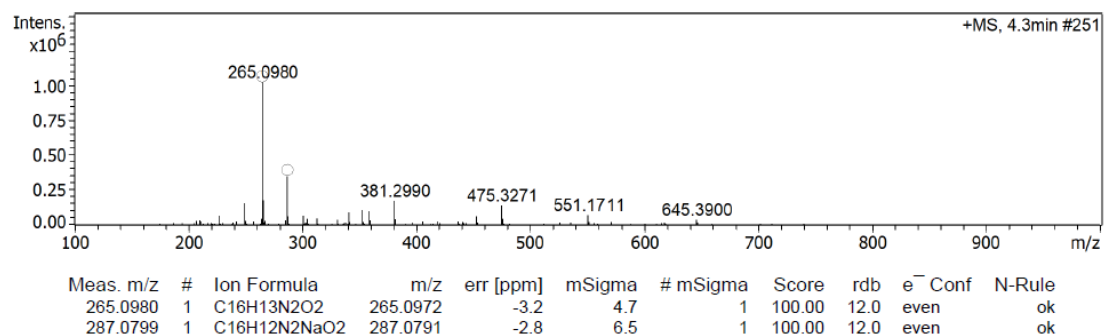 Intens.
x10⁶
+MS, 4.3min #251
265.0980
1.00
0.75
0.50
0.25
0.00
381.2990
475.3271
551.1711
645.3900
100 200 300 400 500 600 700 800 900 m/z
Meas. m/z # Ion Formula m/z err [ppm] mSigma # mSigma Score rdb e⁻ Conf N-Rule
265.0980 1 C16H13N2O2 265.0972 -3.2 4.7 1 100.00 12.0 even ok
287.0799 1 C16H12N2NaO2 287.0791 -2.8 6.5 1 100.00 12.0 even ok